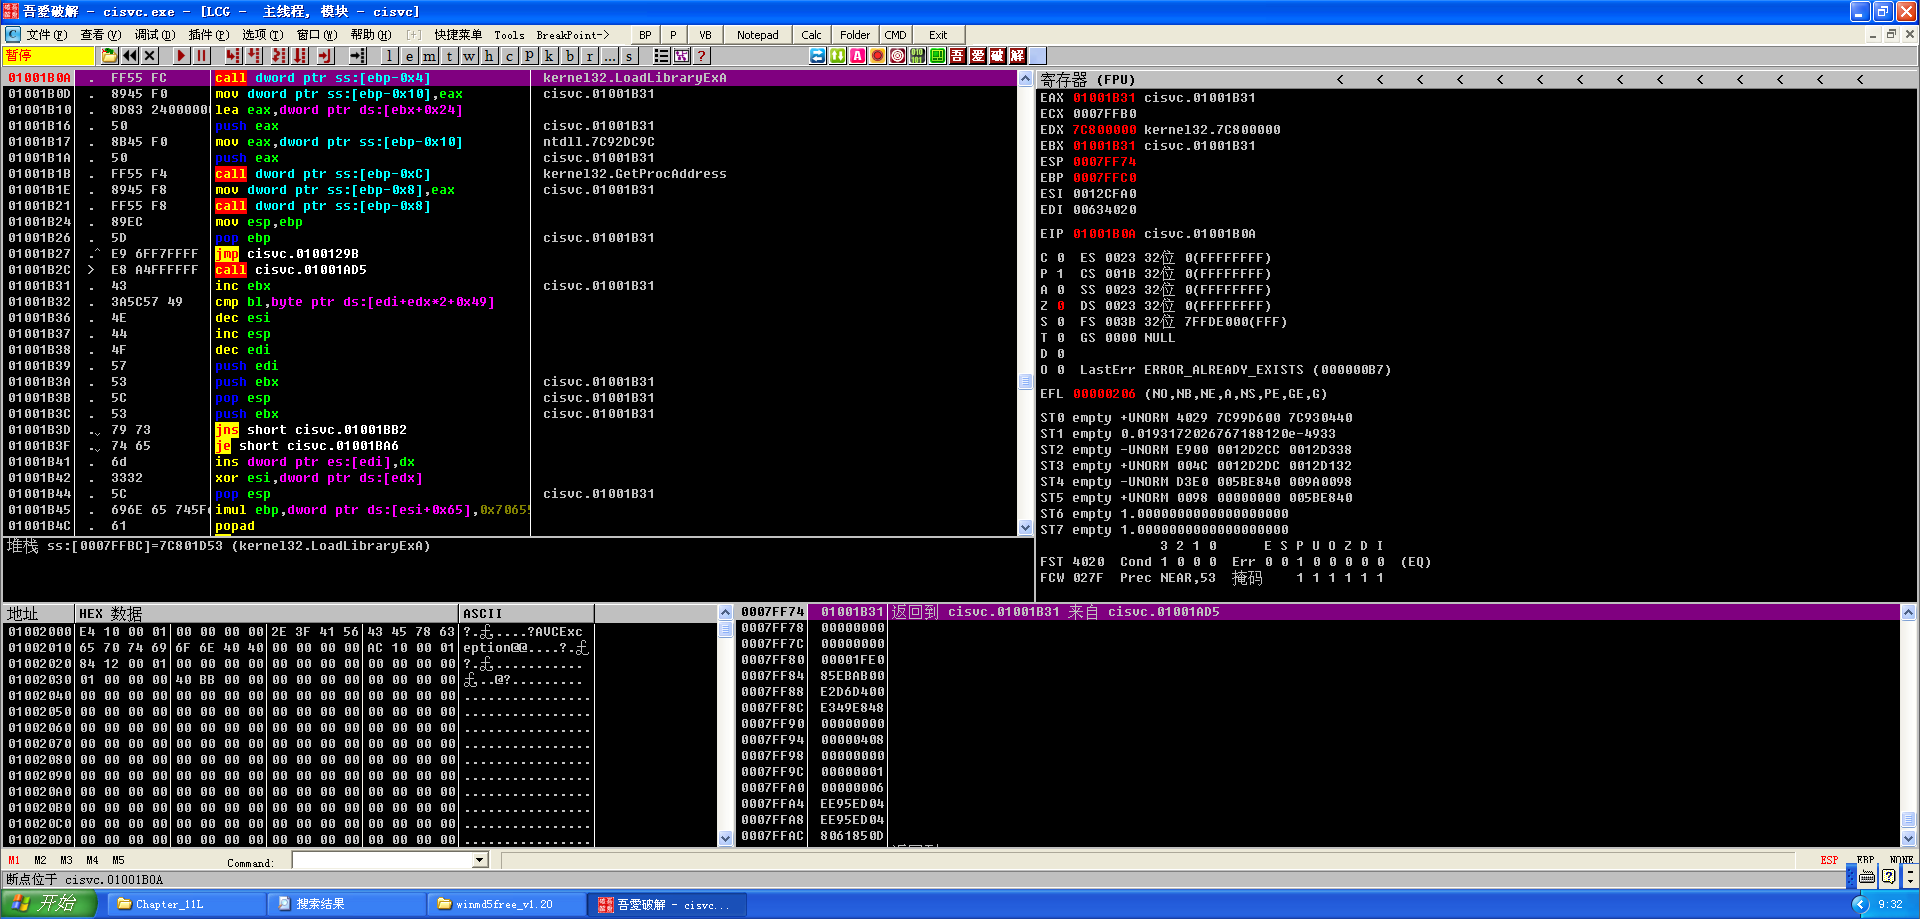 吾愛破解 - cisvc.exe - [LCG -  主线程, 模块 - cisvc]
文件(F) 查看(V) 调试(D) 插件(P) 选项(T) 窗口(W) 帮助(H) [+] 快捷菜单 Tools BreakPoint-> BP P VB Notepad Calc Folder CMD Exit
暂停 l e m t w h c p k b r ... s ? 吾 爱 破 解
01001B0A . FF55 FC call dword ptr ss:[ebp-0x4] kernel32.LoadLibraryExA
01001B0D . 8945 F0 mov dword ptr ss:[ebp-0x10],eax cisvc.01001B31
01001B10 . 8D83 24000000 lea eax,dword ptr ds:[ebx+0x24]
01001B16 . 50 push eax cisvc.01001B31
01001B17 . 8B45 F0 mov eax,dword ptr ss:[ebp-0x10] ntdll.7C92DC9C
01001B1A . 50 push eax cisvc.01001B31
01001B1B . FF55 F4 call dword ptr ss:[ebp-0xC] kernel32.GetProcAddress
01001B1E . 8945 F8 mov dword ptr ss:[ebp-0x8],eax cisvc.01001B31
01001B21 . FF55 F8 call dword ptr ss:[ebp-0x8]
01001B24 . 89EC mov esp,ebp
01001B26 . 5D pop ebp cisvc.01001B31
01001B27 .^ E9 6FF7FFFF jmp cisvc.0100129B
01001B2C > E8 A4FFFFFF call cisvc.01001AD5
01001B31 . 43 inc ebx cisvc.01001B31
01001B32 . 3A5C57 49 cmp bl,byte ptr ds:[edi+edx*2+0x49]
01001B36 . 4E dec esi
01001B37 . 44 inc esp
01001B38 . 4F dec edi
01001B39 . 57 push edi
01001B3A . 53 push ebx cisvc.01001B31
01001B3B . 5C pop esp cisvc.01001B31
01001B3C . 53 push ebx cisvc.01001B31
01001B3D . 79 73 jns short cisvc.01001BB2
01001B3F . 74 65 je short cisvc.01001BA6
01001B41 . 6d ins dword ptr es:[edi],dx
01001B42 . 3332 xor esi,dword ptr ds:[edx]
01001B44 . 5C pop esp cisvc.01001B31
01001B45 . 696E 65 745F imul ebp,dword ptr ds:[esi+0x65],0x7065
01001B4C . 61 popad
堆栈 ss:[0007FFBC]=7C801D53 (kernel32.LoadLibraryExA)
寄存器 (FPU) < < < < < < < < < < < < < <
EAX 01001B31 cisvc.01001B31
ECX 0007FFB0
EDX 7C800000 kernel32.7C800000
EBX 01001B31 cisvc.01001B31
ESP 0007FF74
EBP 0007FFC0
ESI 0012CFA0
EDI 00634020
EIP 01001B0A cisvc.01001B0A
C 0 ES 0023 32位 0(FFFFFFFF)
P 1 CS 001B 32位 0(FFFFFFFF)
A 0 SS 0023 32位 0(FFFFFFFF)
Z 0 DS 0023 32位 0(FFFFFFFF)
S 0 FS 003B 32位 7FFDE000(FFF)
T 0 GS 0000 NULL
D 0
O 0 LastErr ERROR_ALREADY_EXISTS (000000B7)
EFL 00000206 (NO,NB,NE,A,NS,PE,GE,G)
ST0 empty +UNORM 4029 7C99D600 7C930440
ST1 empty 0.0193172026767188120e-4933
ST2 empty -UNORM E900 0012D2CC 0012D338
ST3 empty +UNORM 004C 0012D2DC 0012D132
ST4 empty -UNORM D3E0 005BE840 009A0098
ST5 empty +UNORM 0098 00000000 005BE840
ST6 empty 1.0000000000000000000
ST7 empty 1.0000000000000000000
3 2 1 0 E S P U O Z D I
FST 4020 Cond 1 0 0 0 Err 0 0 1 0 0 0 0 0 (EQ)
FCW 027F Prec NEAR,53 掩码 1 1 1 1 1 1
地址 HEX 数据 ASCII
01002000 E4 10 00 01 00 00 00 00 2E 3F 41 56 43 45 78 63 ?.....?AVCExc
01002010 65 70 74 69 6F 6E 40 40 00 00 00 00 AC 10 00 01 eption@@....?.
01002020 84 12 00 01 00 00 00 00 00 00 00 00 00 00 00 00 ?............
01002030 01 00 00 00 40 BB 00 00 00 00 00 00 00 00 00 00 ...@?.........
01002040 00 00 00 00 00 00 00 00 00 00 00 00 00 00 00 00 ................
01002050 00 00 00 00 00 00 00 00 00 00 00 00 00 00 00 00 ................
01002060 00 00 00 00 00 00 00 00 00 00 00 00 00 00 00 00 ................
01002070 00 00 00 00 00 00 00 00 00 00 00 00 00 00 00 00 ................
01002080 00 00 00 00 00 00 00 00 00 00 00 00 00 00 00 00 ................
01002090 00 00 00 00 00 00 00 00 00 00 00 00 00 00 00 00 ................
010020A0 00 00 00 00 00 00 00 00 00 00 00 00 00 00 00 00 ................
010020B0 00 00 00 00 00 00 00 00 00 00 00 00 00 00 00 00 ................
010020C0 00 00 00 00 00 00 00 00 00 00 00 00 00 00 00 00 ................
010020D0 00 00 00 00 00 00 00 00 00 00 00 00 00 00 00 00 ................
0007FF74 01001B31 返回到 cisvc.01001B31 来自 cisvc.01001AD5
0007FF78 00000000
0007FF7C 00000000
0007FF80 00001FE0
0007FF84 85EBAB00
0007FF88 E2D6D400
0007FF8C E349E848
0007FF90 00000000
0007FF94 00000408
0007FF98 00000000
0007FF9C 00000001
0007FFA0 00000006
0007FFA4 EE95ED04
0007FFA8 EE95ED04
0007FFAC 8061850D
M1 M2 M3 M4 M5 Command: ESP EBP NONE
断点位于 cisvc.01001B0A
开始 Chapter_11L 搜索结果 winmd5free_v1.20 吾愛破解 - cisvc... 9:32